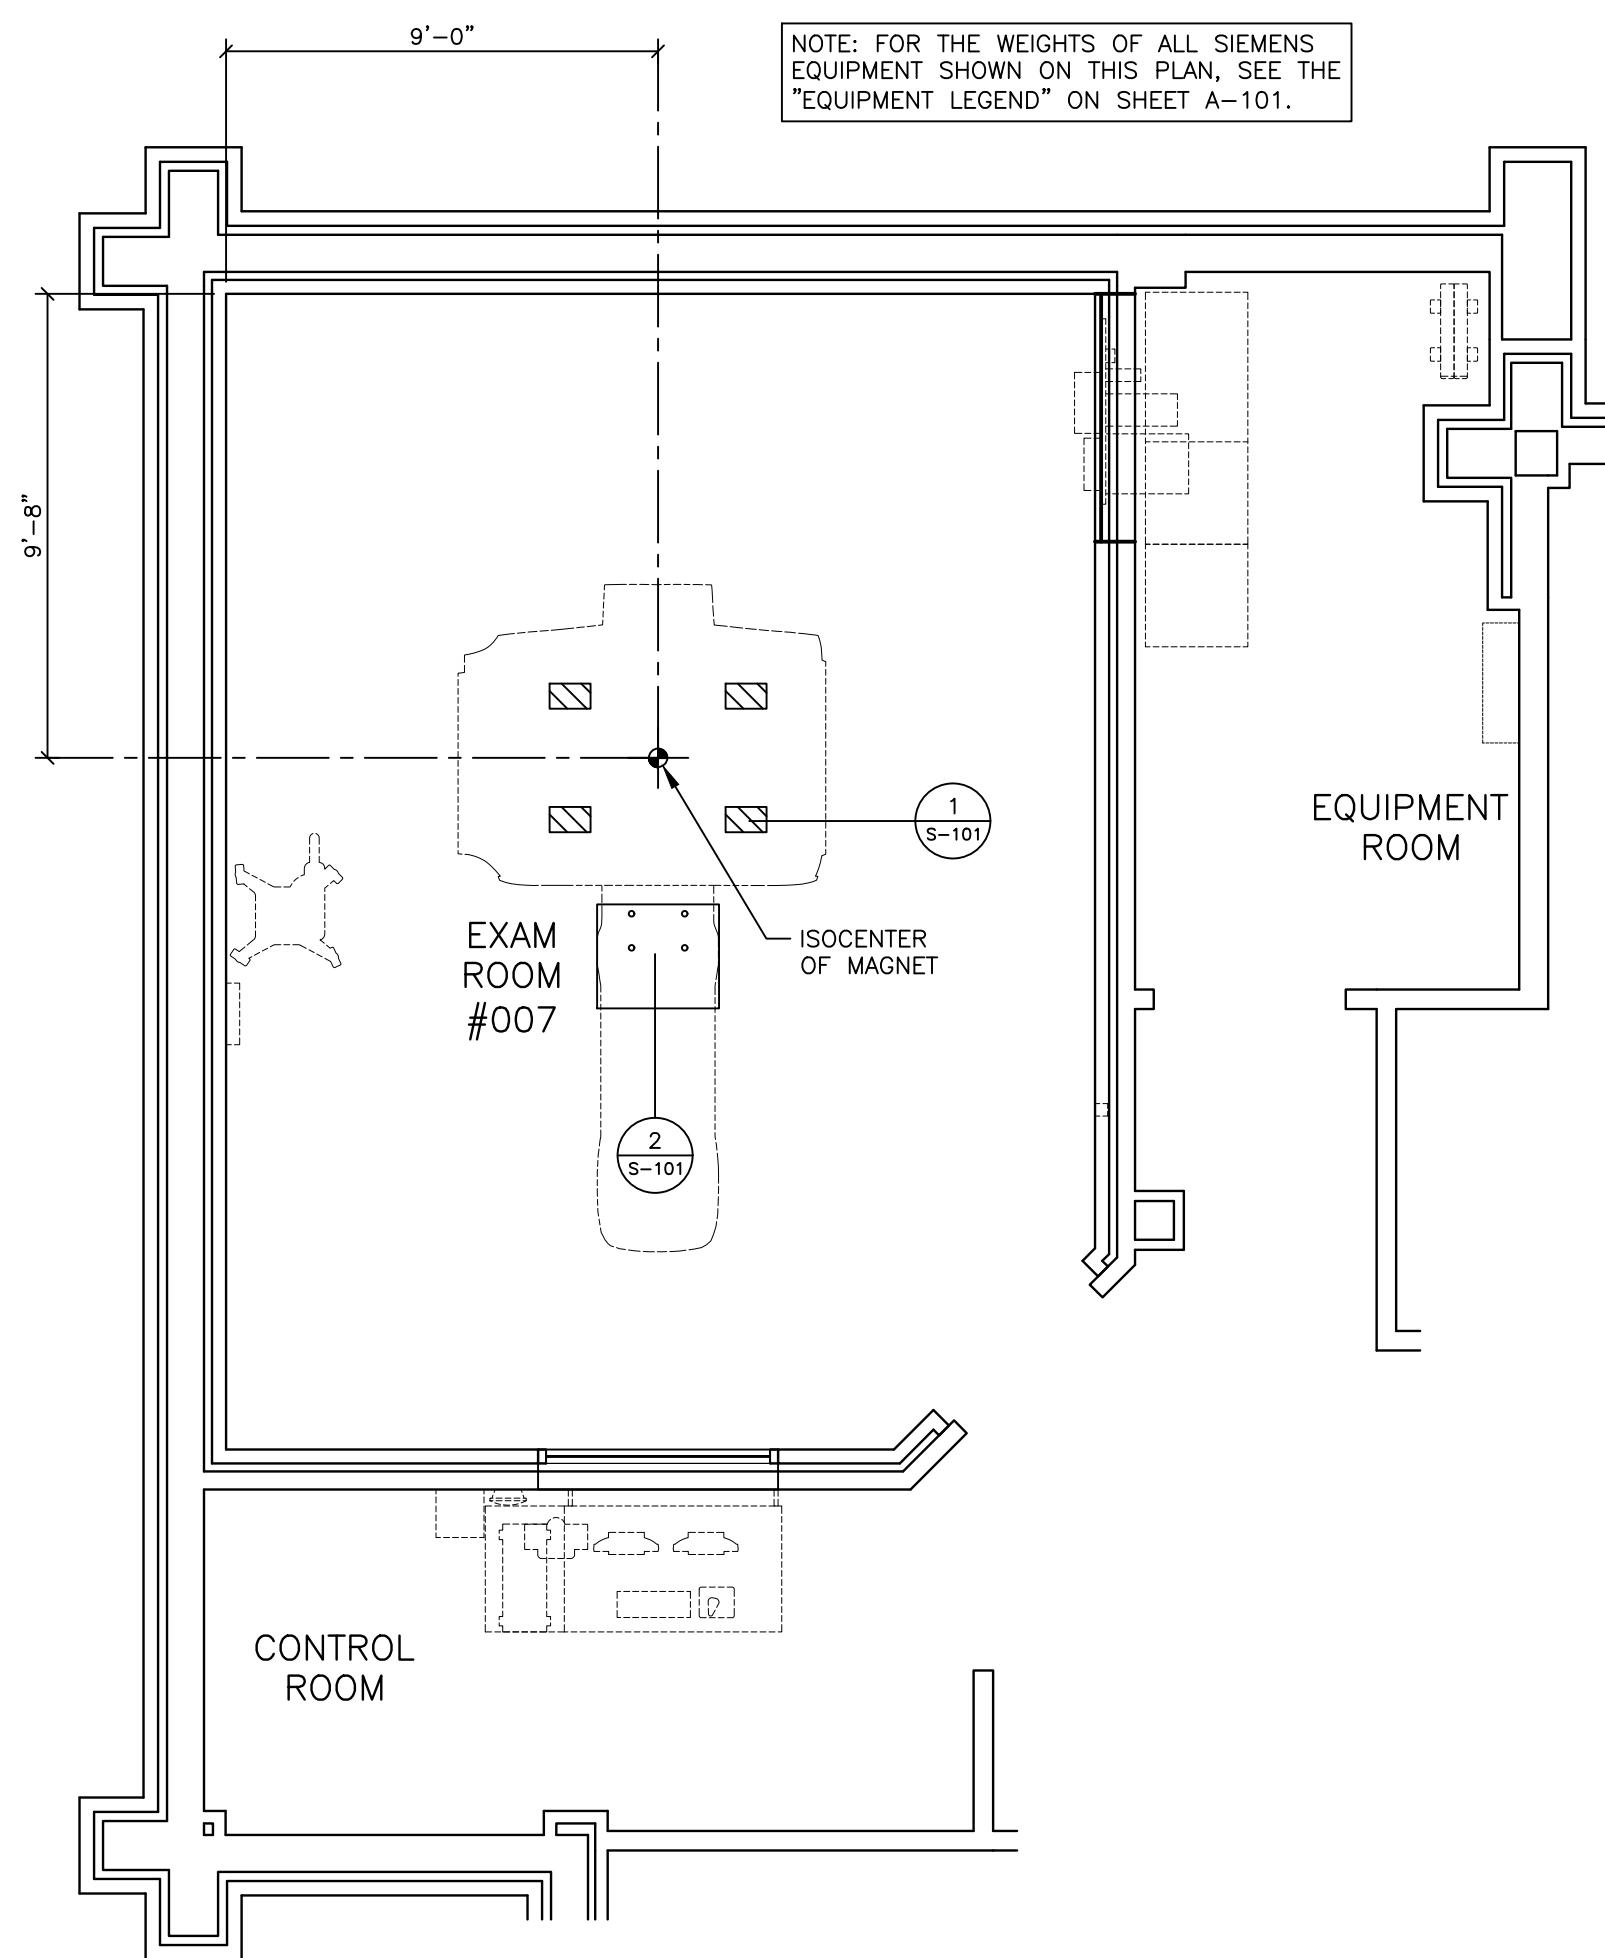 9'-0"
NOTE: FOR THE WEIGHTS OF ALL SIEMENS
EQUIPMENT SHOWN ON THIS PLAN, SEE THE
"EQUIPMENT LEGEND" ON SHEET A-101.
9'-8"
1
S-101
EQUIPMENT
ROOM
EXAM
ROOM
#007
ISOCENTER
OF MAGNET
2
S-101
CONTROL
ROOM